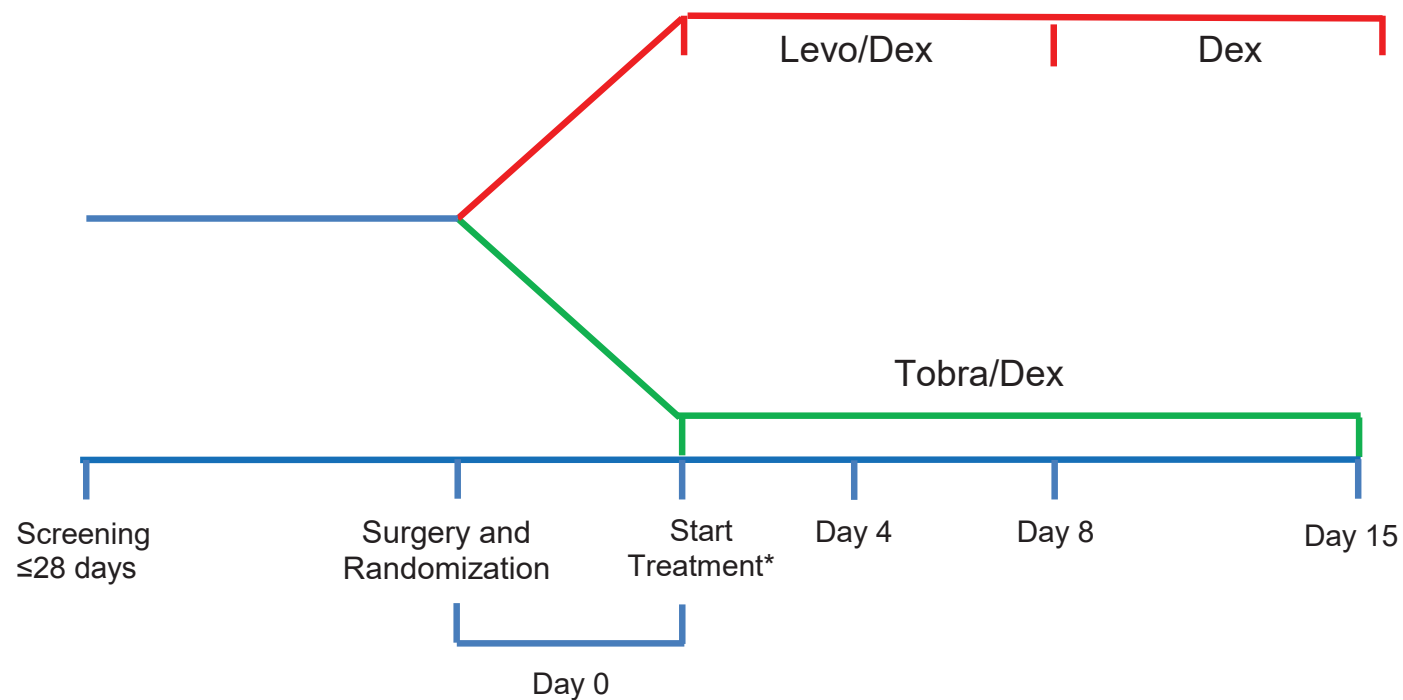 Levo/Dex
Dex
Tobra/Dex
Screening
≤28 days
Surgery and
Randomization
Start
Treatment*
Day 4
Day 8
Day 15
Day 0